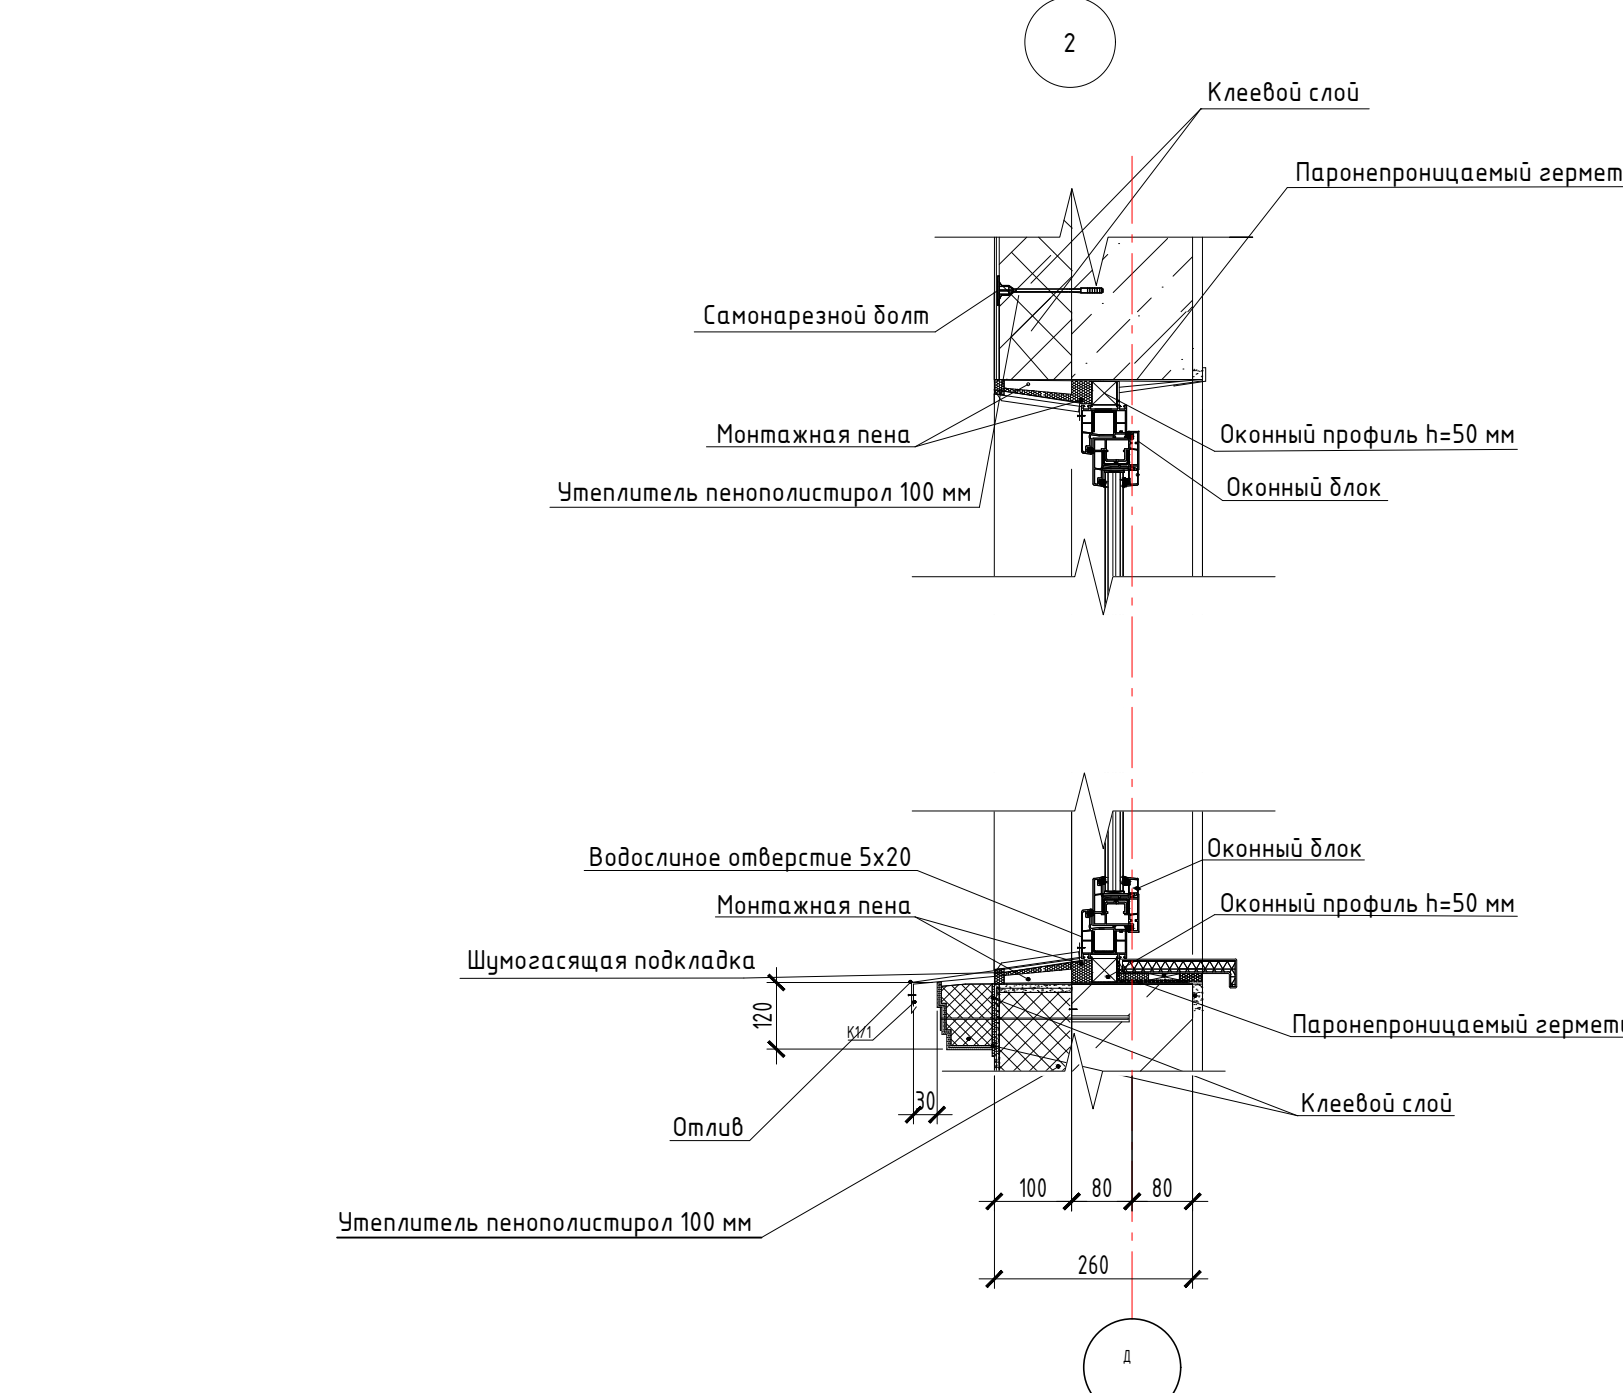 2
Клеевой слой
Паронепроницаемый гермет
Самонарезной болт
Монтажная пена
Оконный профиль h=50 мм
Утеплитель пенополистирол 100 мм
Оконный блок
Водослиное отверстие 5х20
Оконный блок
Монтажная пена
Оконный профиль h=50 мм
Шумогасящая подкладка
120
К1/1
Паронепроницаемый гермети
30
Клеевой слой
Отлив
100
80
80
Утеплитель пенополистирол 100 мм
260
Д